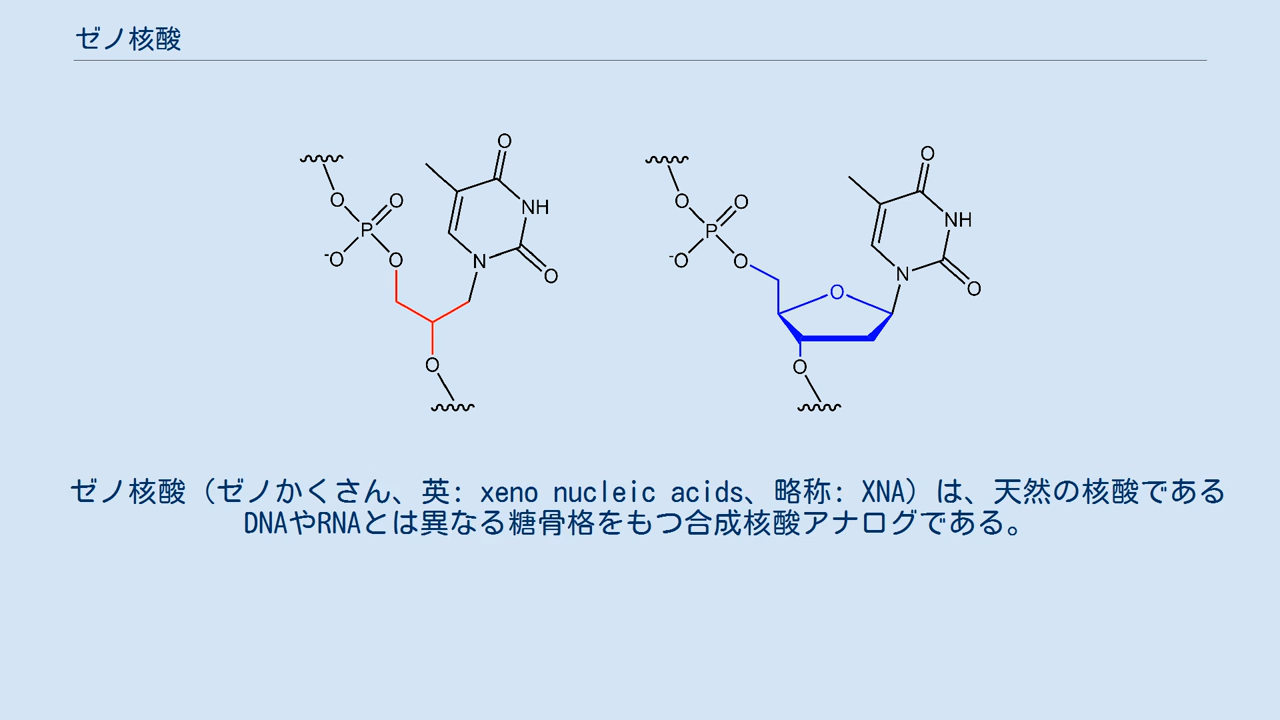 ゼノ核酸
O
O
O
O
P
NH
-O
O
N
O
O
O
O
O
O
P
NH
-O
O
N
O
O
O
ゼノ核酸（ゼノかくさん、英: xeno nucleic acids、略称: XNA）は、天然の核酸である
DNAやRNAとは異なる糖骨格をもつ合成核酸アナログである。